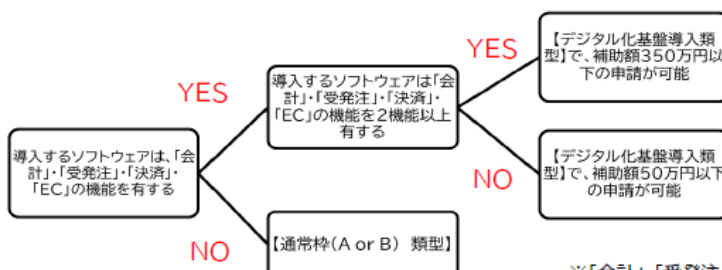 YES
【デジタル化基盤導入類
型】で、補助額350万円以
下の申請が可能
YES
導入するソフトウェアは「会
計」・「受発注」・「決済」・
「EC」の機能を2機能以上
有する
導入するソフトウェアは、「会
計」・「受発注」・「決済」・
「EC」の機能を有する
NO
【デジタル化基盤導入類
型】で、補助額50万円以下
の申請が可能
NO
【通常枠(A or B) 類型】
※「会計」、「受発注